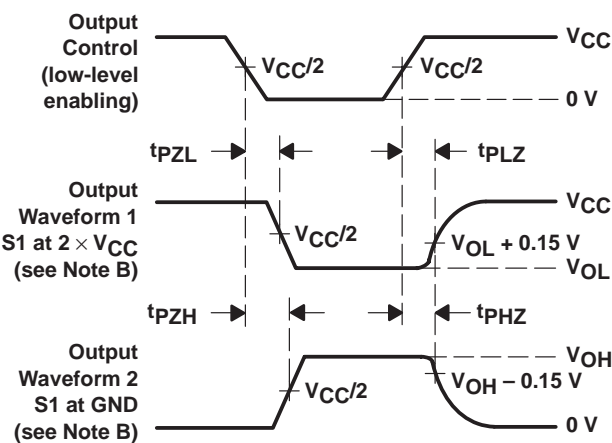 Output
Control
(low-level
enabling)
VCC
VCC/2
VCC/2
0 V
tPZL
tPLZ
Output
Waveform 1
S1 at 2 × VCC
(see Note B)
VCC
VCC/2
VOL + 0.15 V
VOL
tPZH
tPHZ
Output
Waveform 2
S1 at GND
(see Note B)
VOH
VCC/2
VOH – 0.15 V
0 V